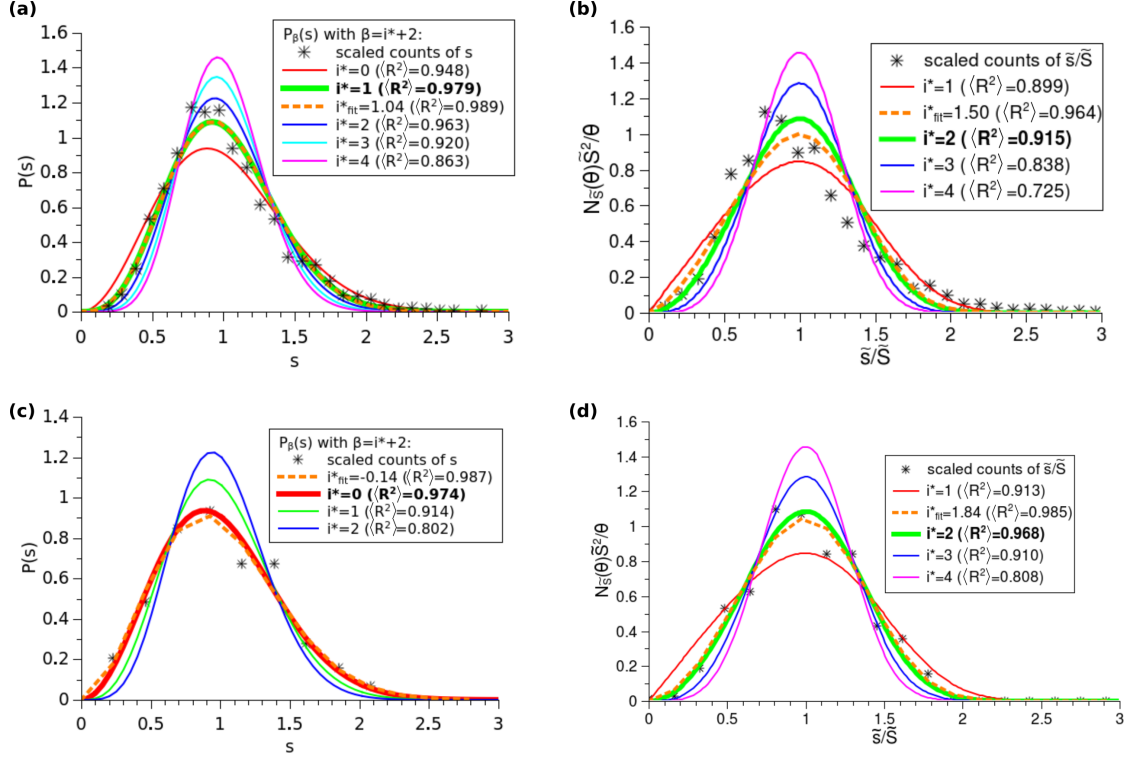 (a)
1.6
1.4
1.2
1.0
0.8
0.6
0.4
0.2
0
P(s)
P_β(s) with β=i*+2:
scaled counts of s
i*=0 (⟨R²⟩=0.948)
i*=1 (⟨R²⟩=0.979)
i*_fit=1.04 (⟨R²⟩=0.989)
i*=2 (⟨R²⟩=0.963)
i*=3 (⟨R²⟩=0.920)
i*=4 (⟨R²⟩=0.863)
0 0.5 1 1.5 2 2.5 3
s
(b)
1.6
1.4
1.2
1.0
0.8
0.6
0.4
0.2
0
N_s̃(θ)S̃²/θ
scaled counts of s̃/S̃
i*=1 (⟨R²⟩=0.899)
i*_fit=1.50 (⟨R²⟩=0.964)
i*=2 (⟨R²⟩=0.915)
i*=3 (⟨R²⟩=0.838)
i*=4 (⟨R²⟩=0.725)
0 0.5 1 1.5 2 2.5 3
s̃/S̃
(c)
1.4
1.2
1
0.8
0.6
0.4
0.2
0
P(s)
P_β(s) with β=i*+2:
scaled counts of s
i*_fit=-0.14 (⟨R²⟩=0.987)
i*=0 (⟨R²⟩=0.974)
i*=1 (⟨R²⟩=0.914)
i*=2 (⟨R²⟩=0.802)
0 0.5 1 1.5 2 2.5 3
s
(d)
1.6
1.4
1.2
1.0
0.8
0.6
0.4
0.2
0
N_s̃(θ)S̃²/θ
scaled counts of s̃/S̃
i*=1 (⟨R²⟩=0.913)
i*_fit=1.84 (⟨R²⟩=0.985)
i*=2 (⟨R²⟩=0.968)
i*=3 (⟨R²⟩=0.910)
i*=4 (⟨R²⟩=0.808)
0 0.5 1 1.5 2 2.5 3
s̃/S̃